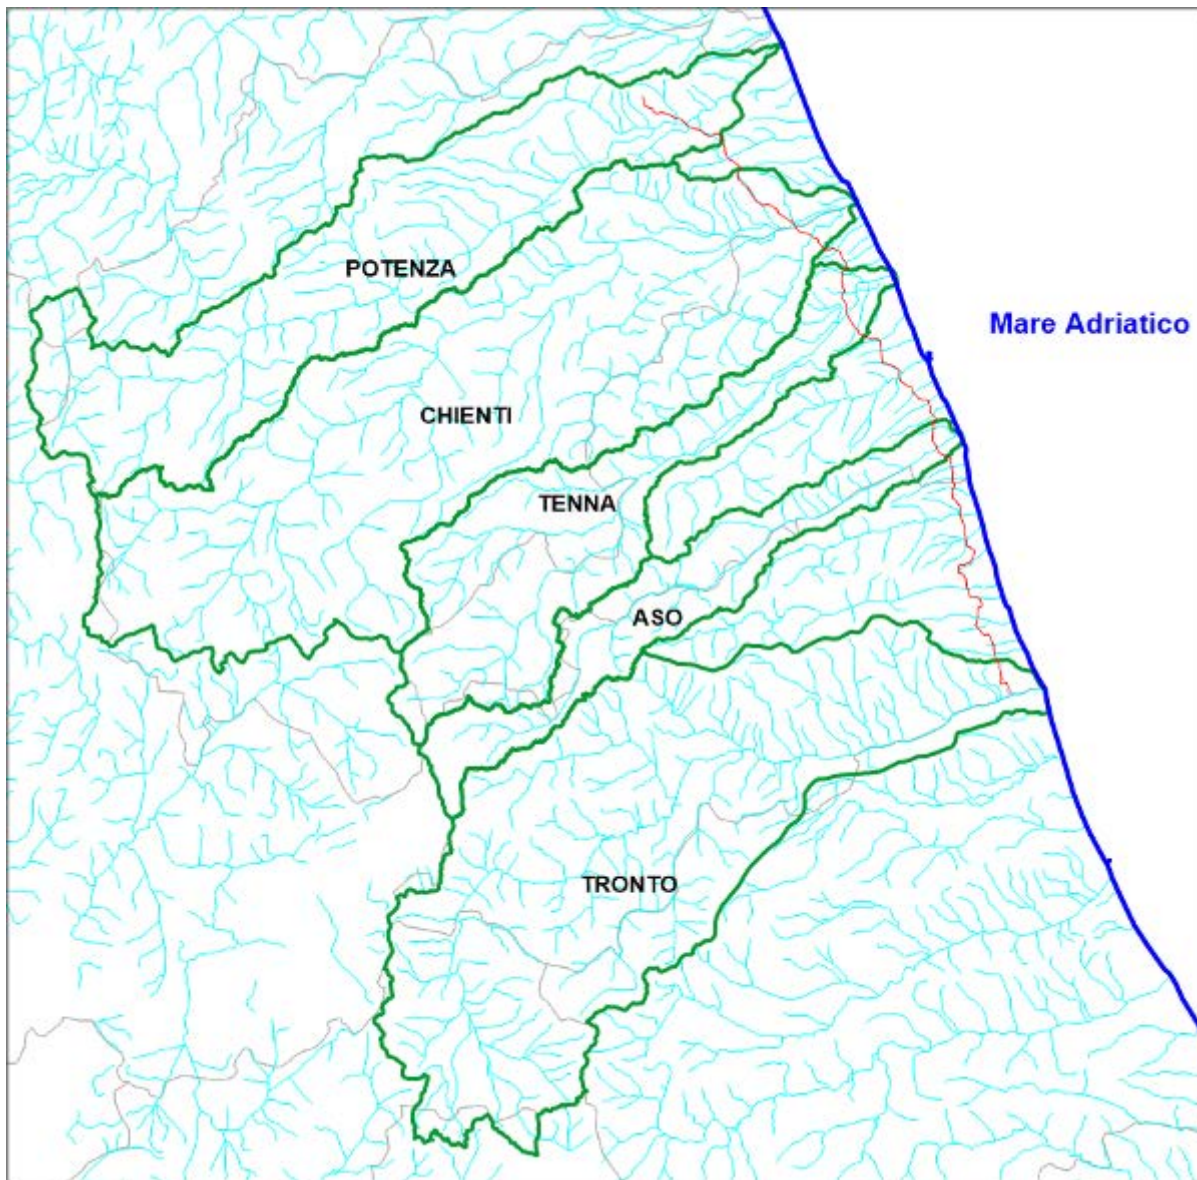 POTENZA
Mare Adriatico
CHIENTI
TENNA
ASO
TRONTO